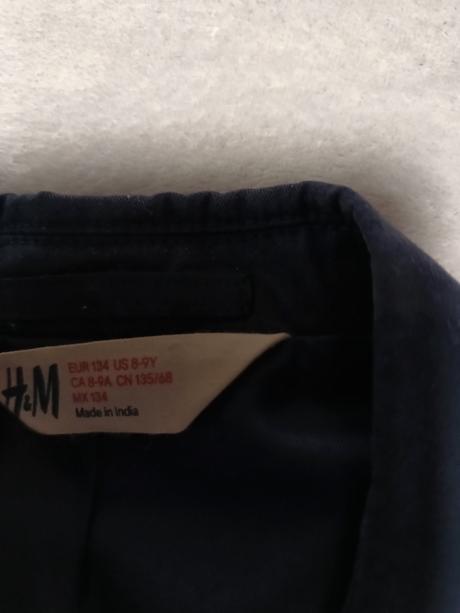 H&M
EUR 134 US 8-9Y
CA 8-9A CN 135/68
MX 134
Made in India